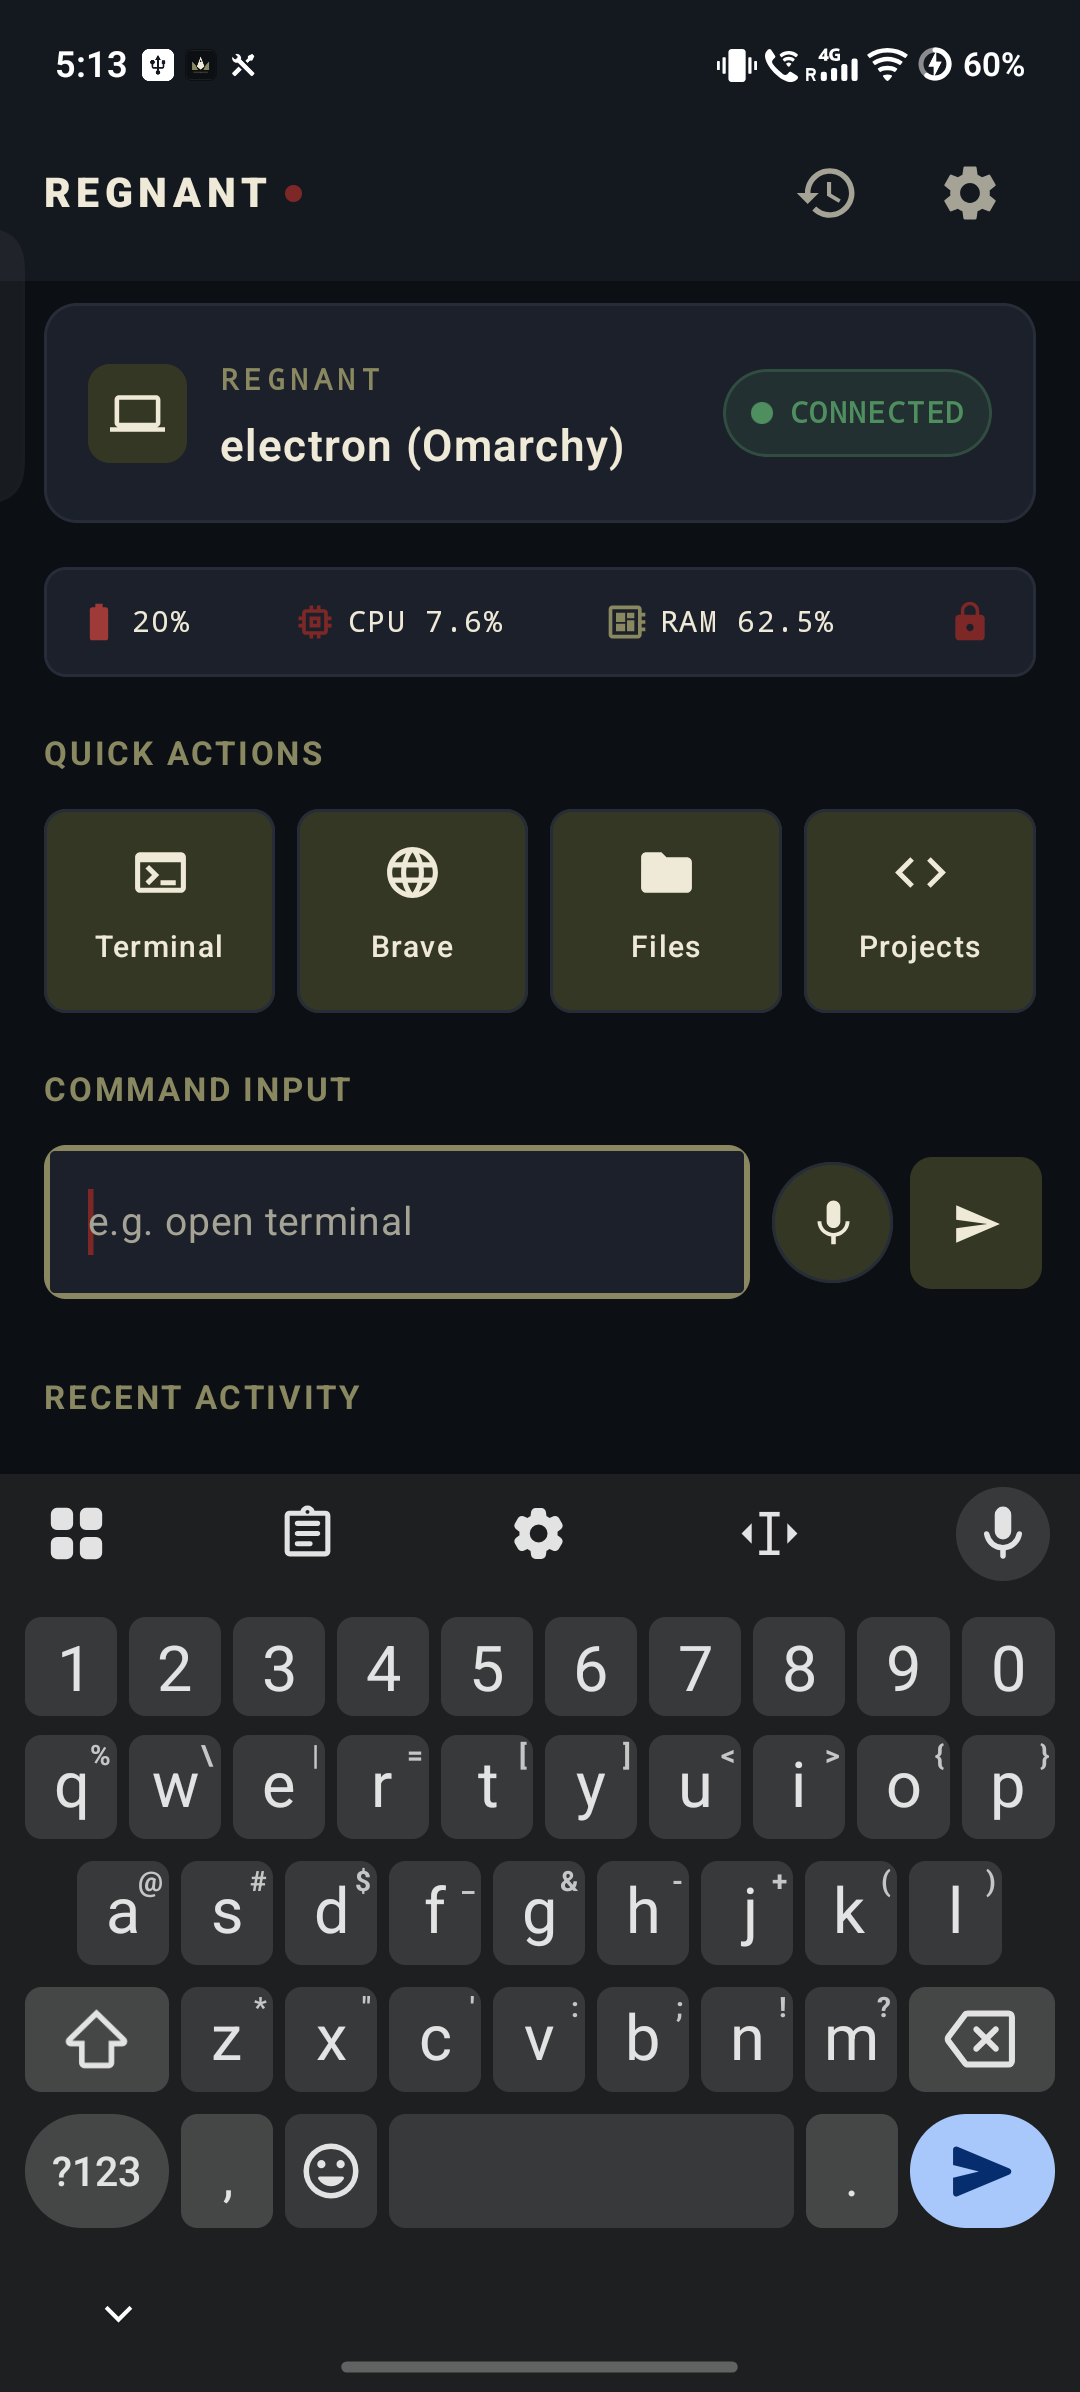 5:13
4G
R
60%
REGNANT
REGNANT
electron (Omarchy)
CONNECTED
20%
CPU 7.6%
RAM 62.5%
QUICK ACTIONS
Terminal
Brave
Files
Projects
COMMAND INPUT
e.g. open terminal
RECENT ACTIVITY
1 2 3 4 5 6 7 8 9 0
% \ | = [ ] < > { }
q w e r t y u i o p
@ # $ _ & - + ( )
a s d f g h j k l
* " ' : ; ! ?
z x c v b n m
?123 , .